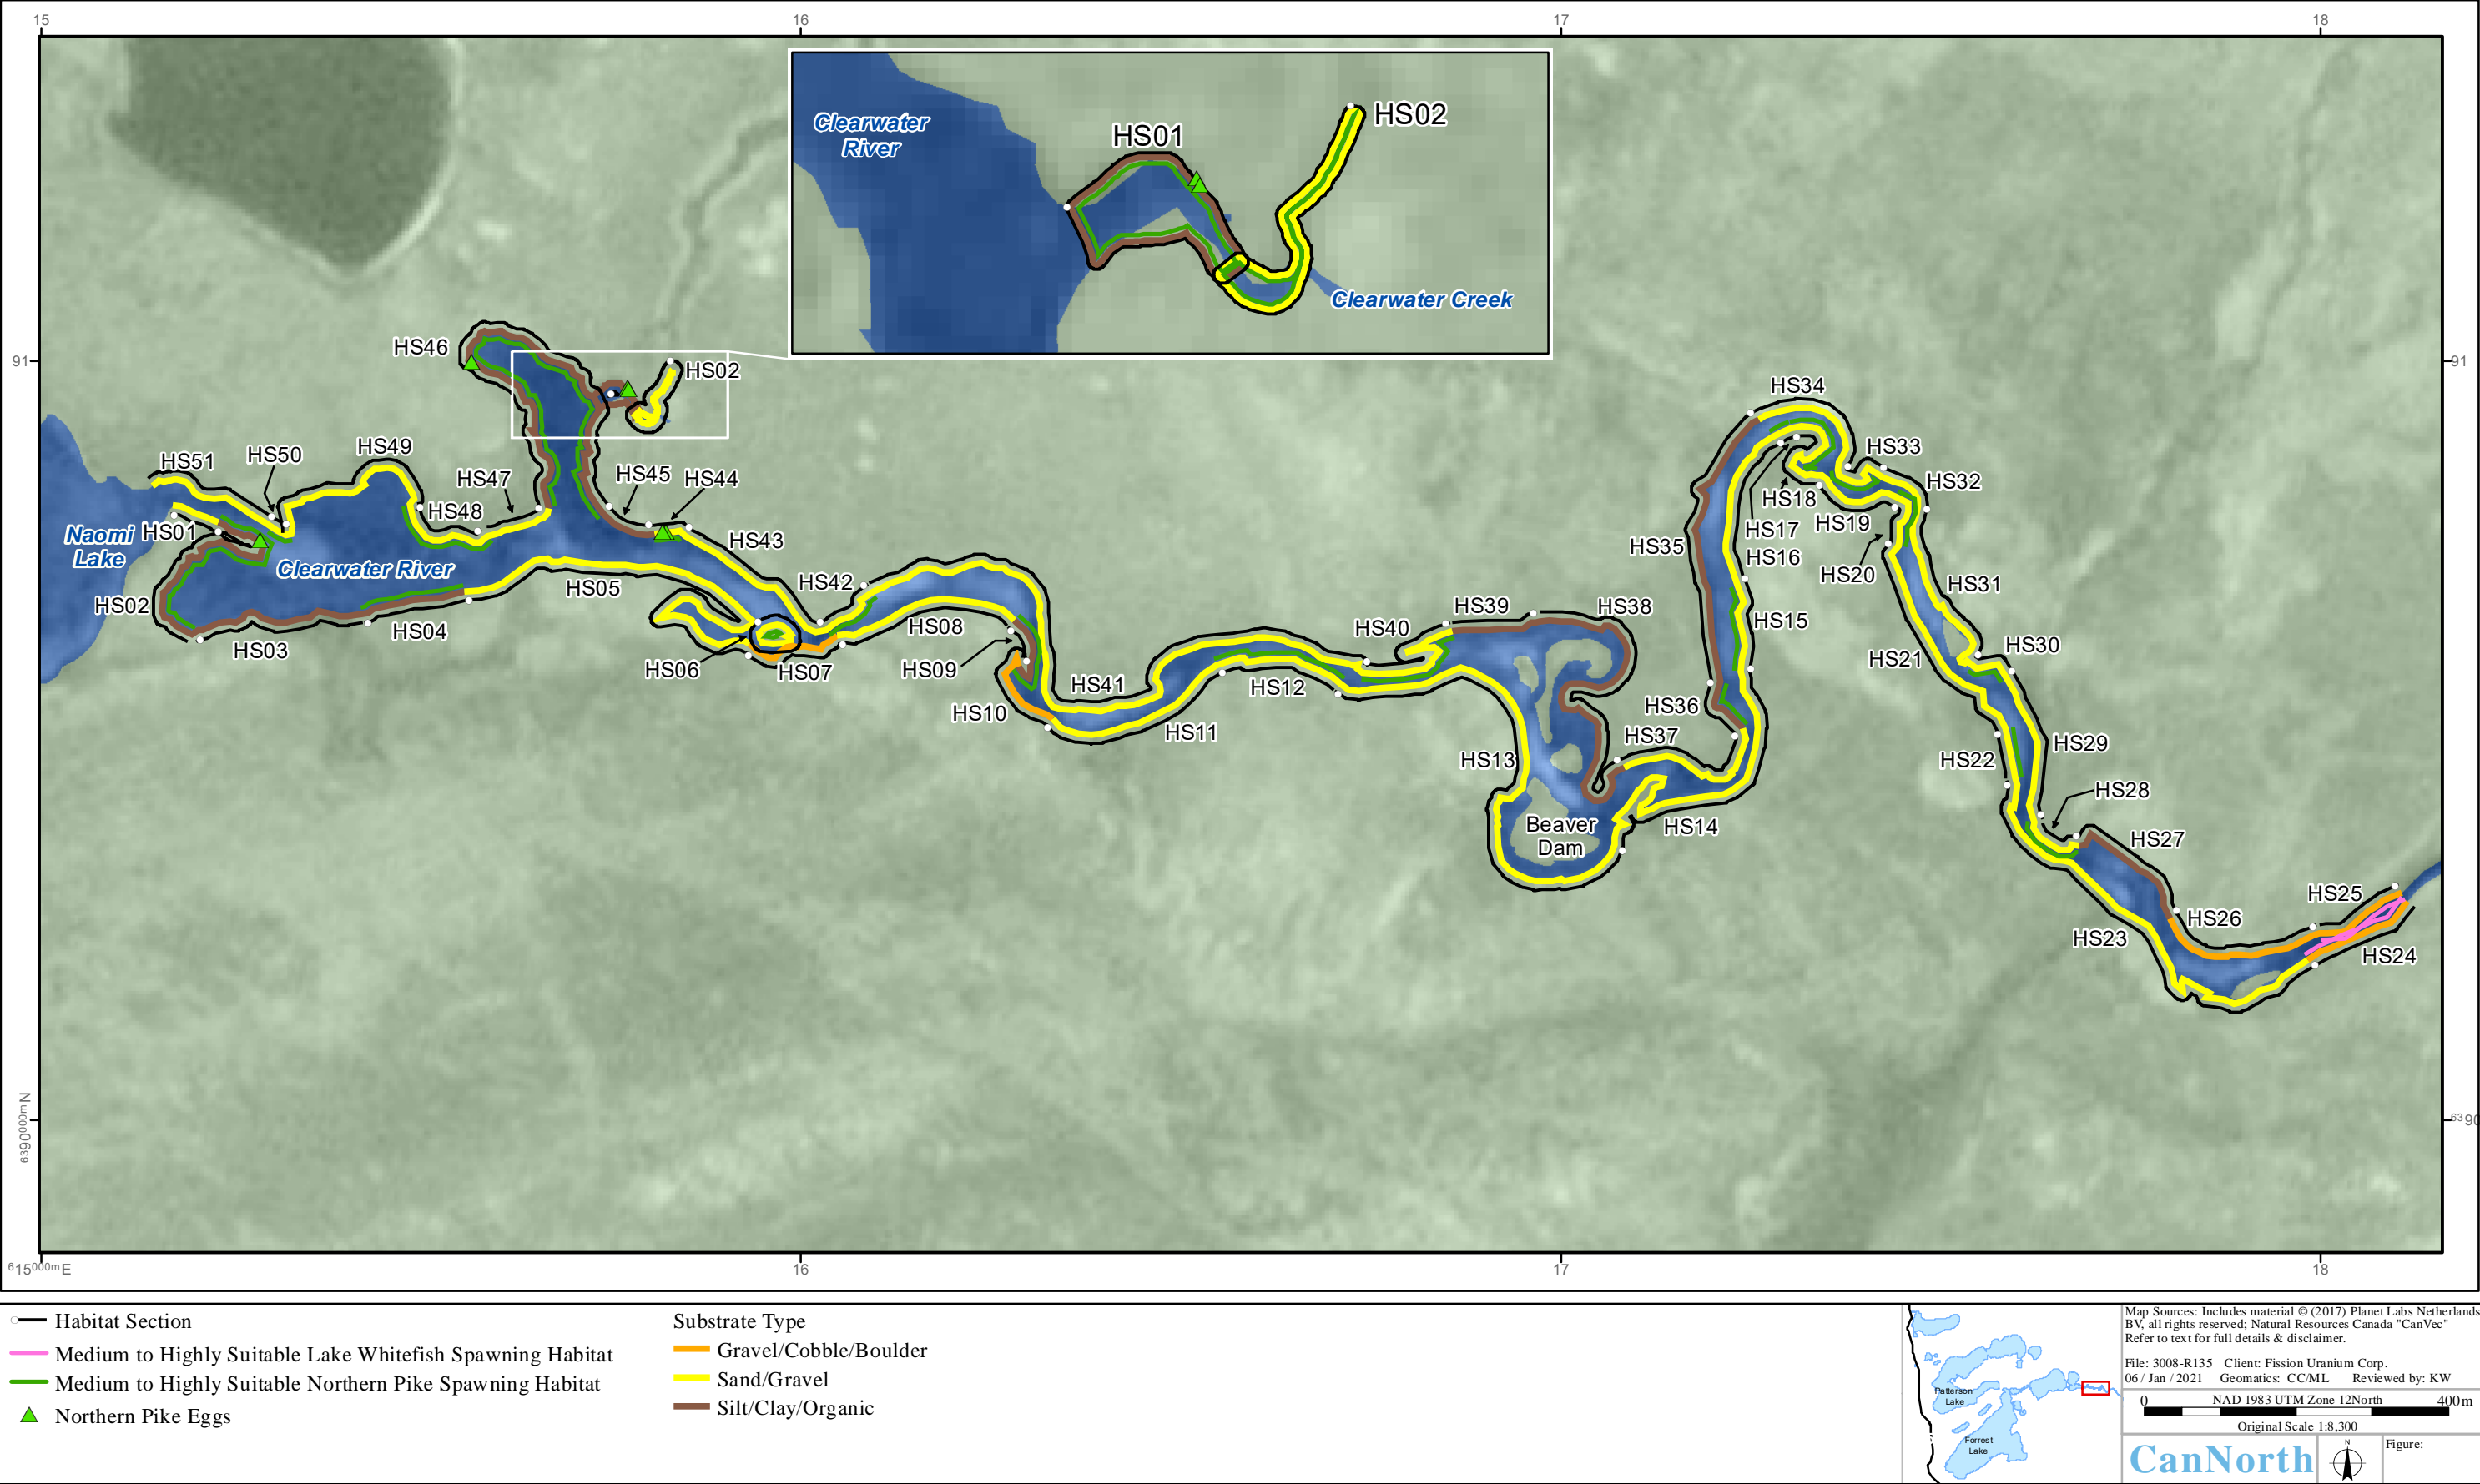 15
16
17
18
Clearwater
River
HS01
HS02
Clearwater Creek
91
91
HS46
HS02
HS34
HS49
HS33
HS50
HS51
HS45
HS44
HS47
HS32
HS18
HS48
HS19
HS01
HS17
Naomi
Lake
HS43
HS35
HS16
Clearwater River
HS20
HS42
HS31
HS05
HS02
HS39
HS38
HS15
HS04
HS08
HS40
HS03
HS30
HS21
HS06
HS07
HS09
HS41
HS12
HS36
HS10
HS11
HS37
HS29
HS13
HS22
HS28
Beaver
Dam
HS14
HS27
HS25
HS26
HS23
HS24
6390000m N
6390
615000m E
16
17
18
Habitat Section
Medium to Highly Suitable Lake Whitefish Spawning Habitat
Medium to Highly Suitable Northern Pike Spawning Habitat
Northern Pike Eggs
Substrate Type
Gravel/Cobble/Boulder
Sand/Gravel
Silt/Clay/Organic
Patterson
Lake
Forrest
Lake
Map Sources: Includes material © (2017) Planet Labs Netherlands
BV, all rights reserved; Natural Resources Canada "CanVec"
Refer to text for full details & disclaimer.
File: 3008-R135 Client: Fission Uranium Corp.
06 / Jan / 2021 Geomatics: CC/ML Reviewed by: KW
0 NAD 1983 UTM Zone 12North 400m
Original Scale 1:8,300
CanNorth
N
Figure: